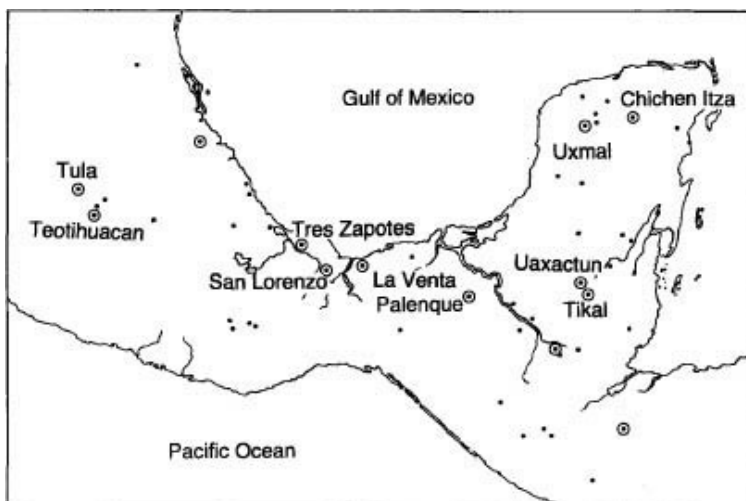 Gulf of Mexico
Chichen Itza
Uxmal
Tula
Teotihuacan
Tres Zapotes
San Lorenzo
La Venta
Uaxactun
Palenque
Tikal
Pacific Ocean